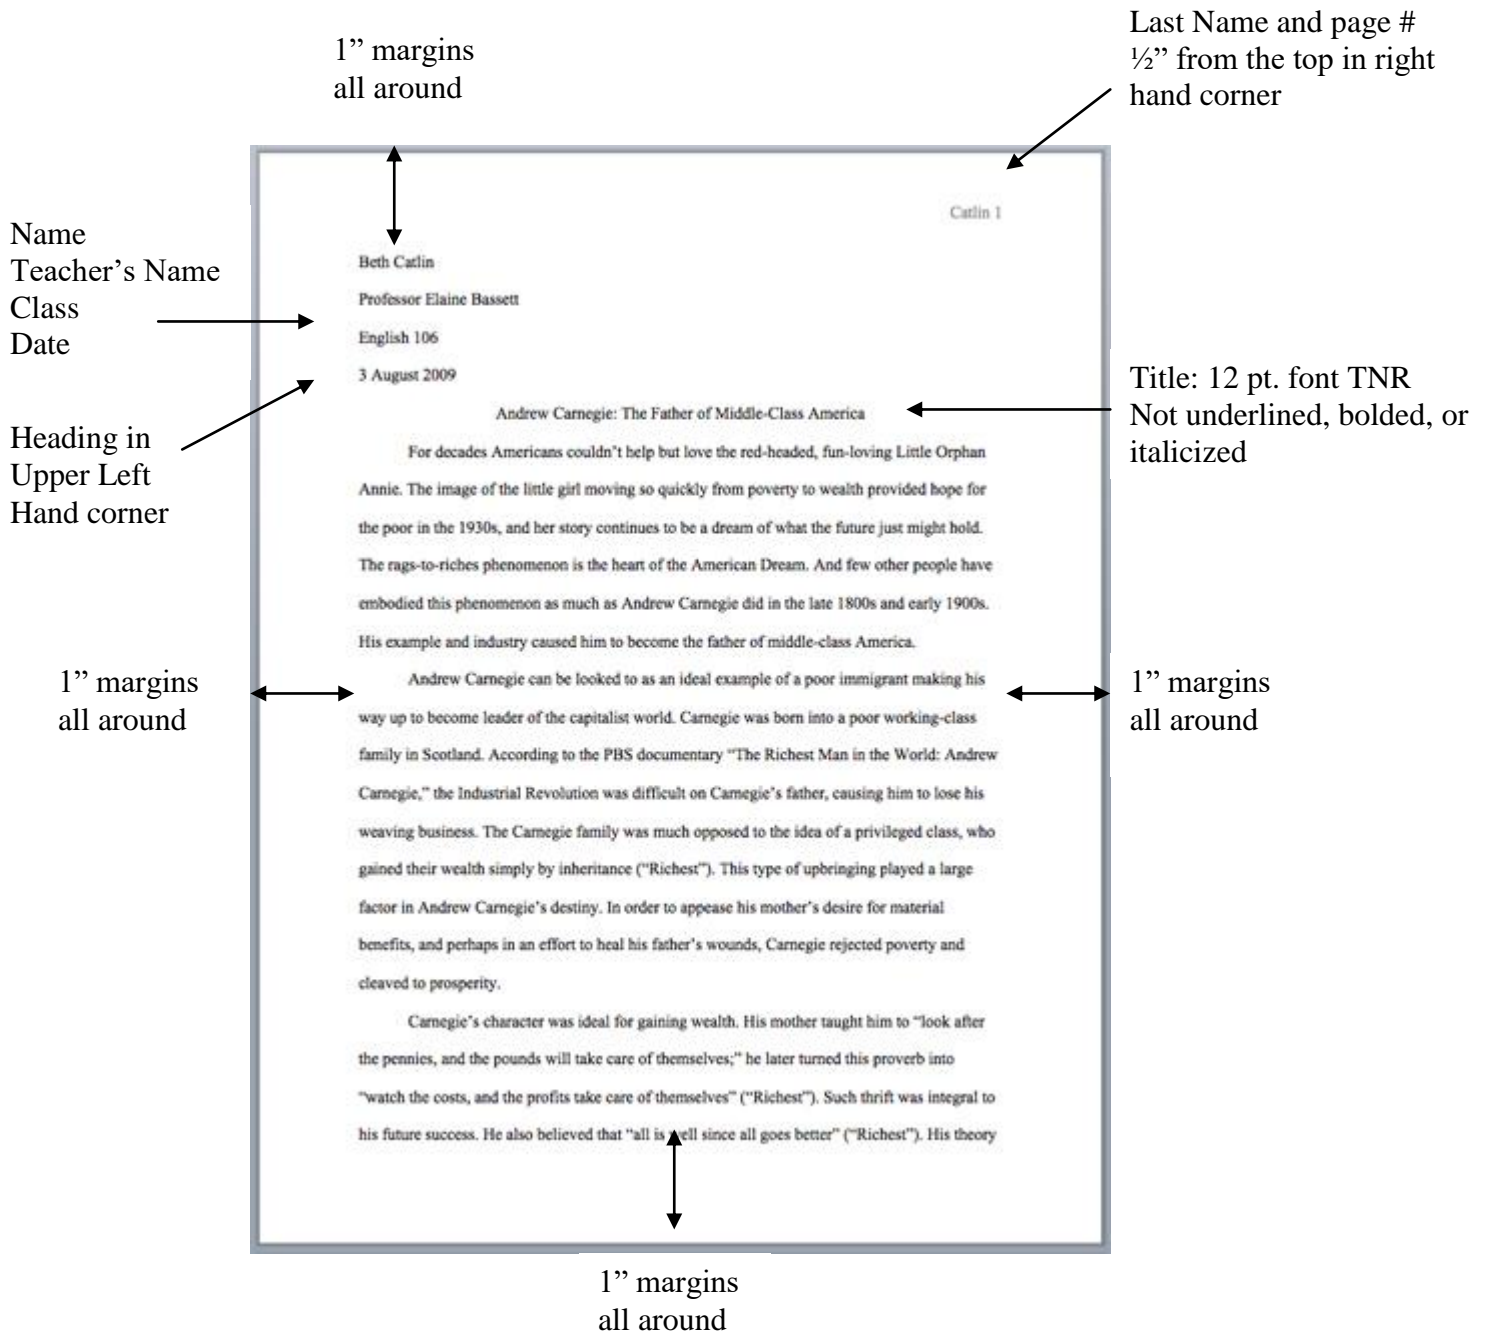 1” margins
all around
Last Name and page #
½” from the top in right
hand corner
Catlin 1
Name
Teacher’s Name
Class
Date
Heading in
Upper Left
Hand corner
Beth Catlin
Professor Elaine Bassett
English 106
3 August 2009
Title: 12 pt. font TNR
Not underlined, bolded, or
italicized
Andrew Carnegie: The Father of Middle-Class America
For decades Americans couldn’t help but love the red-headed, fun-loving Little Orphan
Annie. The image of the little girl moving so quickly from poverty to wealth provided hope for
the poor in the 1930s, and her story continues to be a dream of what the future just might hold.
The rags-to-riches phenomenon is the heart of the American Dream. And few other people have
embodied this phenomenon as much as Andrew Carnegie did in the late 1800s and early 1900s.
His example and industry caused him to become the father of middle-class America.
1” margins
all around
1” margins
all around
Andrew Carnegie can be looked to as an ideal example of a poor immigrant making his
way up to become leader of the capitalist world. Carnegie was born into a poor working-class
family in Scotland. According to the PBS documentary “The Richest Man in the World: Andrew
Carnegie,” the Industrial Revolution was difficult on Carnegie’s father, causing him to lose his
weaving business. The Carnegie family was much opposed to the idea of a privileged class, who
gained their wealth simply by inheritance (“Richest”). This type of upbringing played a large
factor in Andrew Carnegie’s destiny. In order to appease his mother’s desire for material
benefits, and perhaps in an effort to heal his father’s wounds, Carnegie rejected poverty and
cleaved to prosperity.
Carnegie’s character was ideal for gaining wealth. His mother taught him to “look after
the pennies, and the pounds will take care of themselves;” he later turned this proverb into
“watch the costs, and the profits take care of themselves” (“Richest”). Such thrift was integral to
his future success. He also believed that “all is well since all goes better” (“Richest”). His theory
1” margins
all around